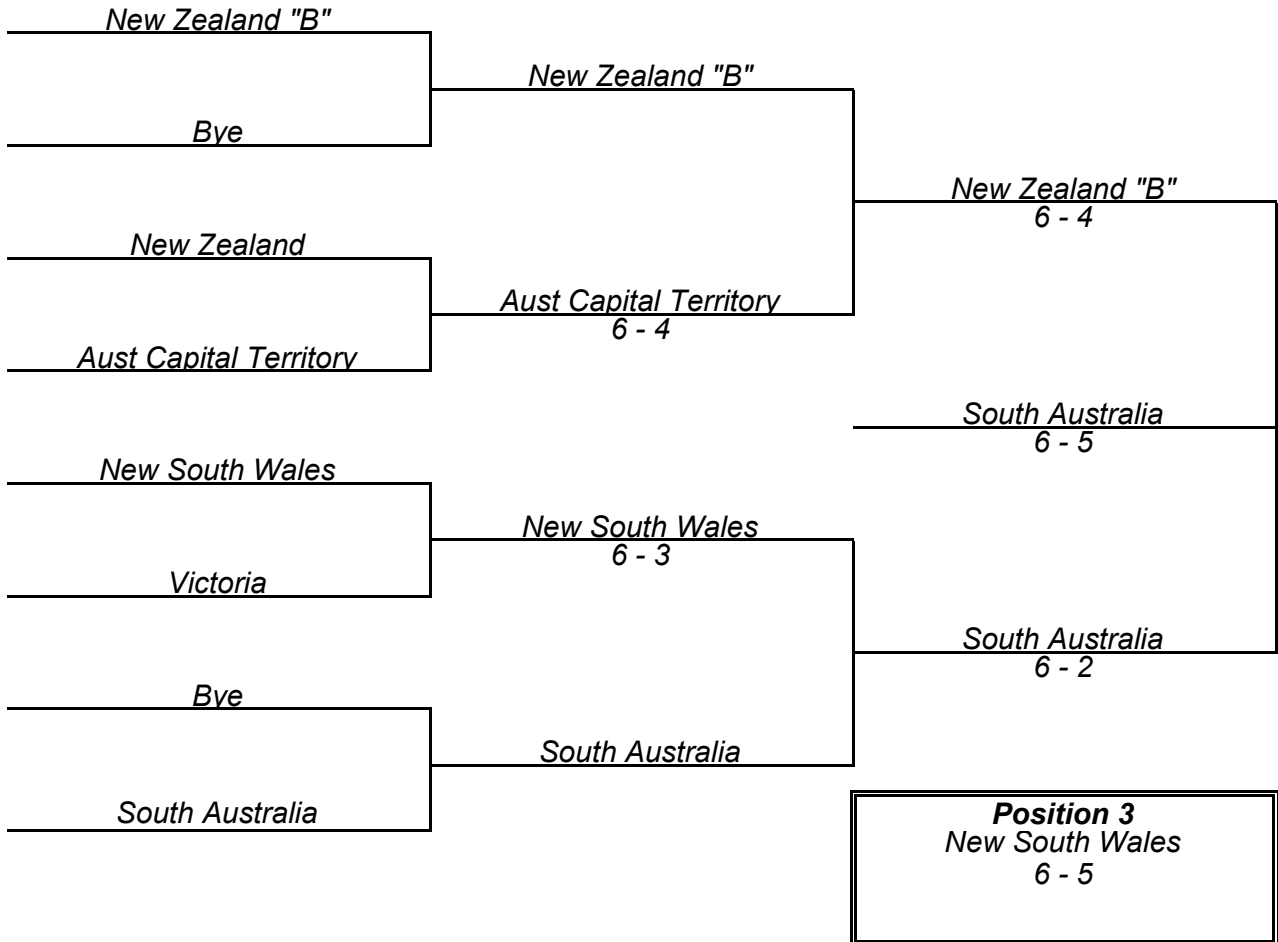 New Zealand "B"
New Zealand "B"
Bye
New Zealand "B"
6 - 4
New Zealand
Aust Capital Territory
6 - 4
Aust Capital Territory
South Australia
6 - 5
New South Wales
New South Wales
6 - 3
Victoria
South Australia
6 - 2
Bye
South Australia
South Australia
Position 3
New South Wales
6 - 5